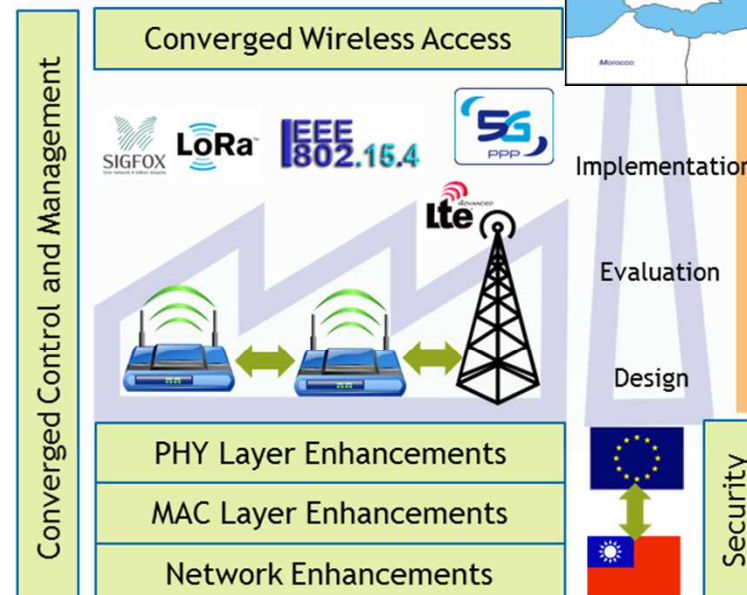 Converged Control and Management
Converged Wireless Access
Morocco
SIGFOX
LoRa
IEEE
802.15.4
5G
PPP
Implementation
ADVANCED
Lte
Evaluation
Design
PHY Layer Enhancements
MAC Layer Enhancements
Network Enhancements
Security